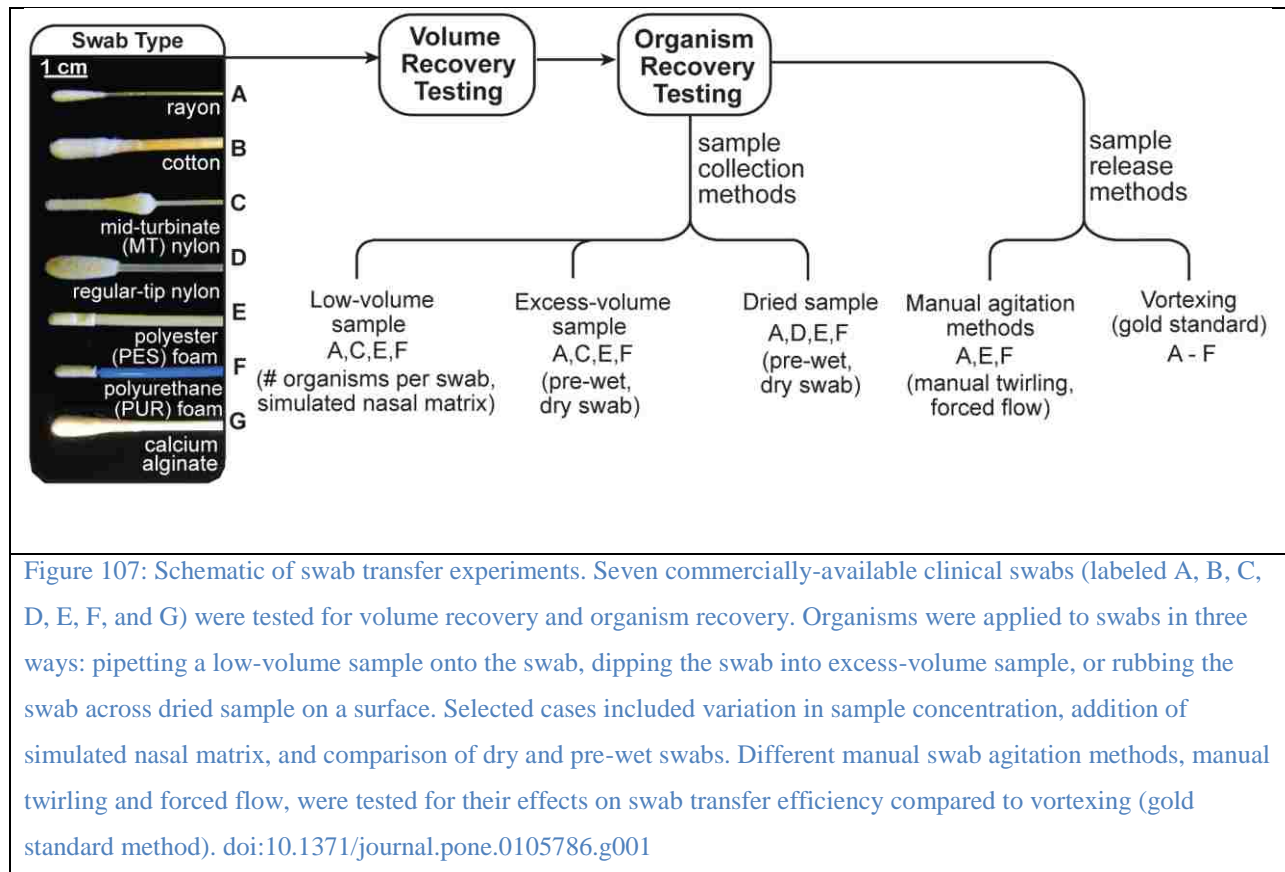 Swab Type
1 cm
A
rayon
B
cotton
C
mid-turbinate
(MT) nylon
D
regular-tip nylon
E
polyester
(PES) foam
F
polyurethane
(PUR) foam
G
calcium
alginate
Volume
Recovery
Testing
Organism
Recovery
Testing
sample
collection
methods
sample
release
methods
Low-volume
sample
A,C,E,F
(# organisms per swab,
simulated nasal matrix)
Excess-volume
sample
A,C,E,F
(pre-wet,
dry swab)
Dried sample
A,D,E,F
(pre-wet,
dry swab)
Manual agitation
methods
A,E,F
(manual twirling,
forced flow)
Vortexing
(gold standard)
A - F
Figure 107: Schematic of swab transfer experiments. Seven commercially-available clinical swabs (labeled A, B, C,
D, E, F, and G) were tested for volume recovery and organism recovery. Organisms were applied to swabs in three
ways: pipetting a low-volume sample onto the swab, dipping the swab into excess-volume sample, or rubbing the
swab across dried sample on a surface. Selected cases included variation in sample concentration, addition of
simulated nasal matrix, and comparison of dry and pre-wet swabs. Different manual swab agitation methods, manual
twirling and forced flow, were tested for their effects on swab transfer efficiency compared to vortexing (gold
standard method). doi:10.1371/journal.pone.0105786.g001